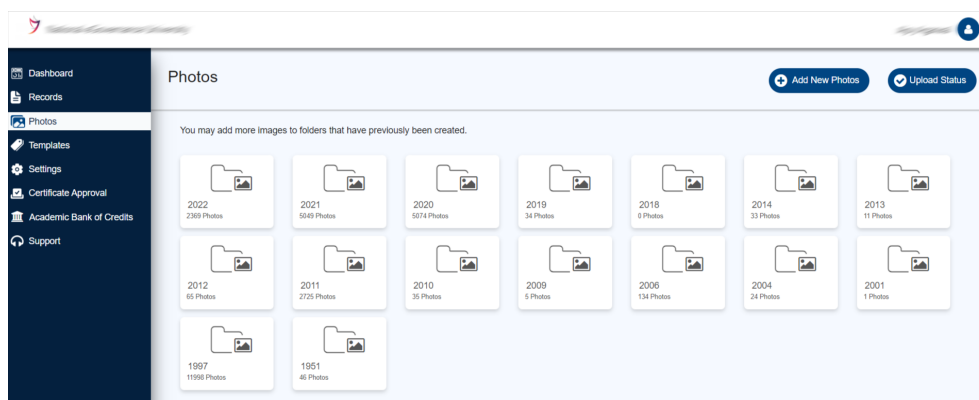 Dashboard
Records
Photos
Templates
Settings
Certificate Approval
Academic Bank of Credits
Support
Photos
Add New Photos
Upload Status
You may add more images to folders that have previously been created.
2022
2369 Photos
2021
5049 Photos
2020
5074 Photos
2019
34 Photos
2018
0 Photos
2014
33 Photos
2013
11 Photos
2012
65 Photos
2011
2725 Photos
2010
35 Photos
2009
5 Photos
2006
134 Photos
2004
24 Photos
2001
1 Photos
1997
11998 Photos
1951
46 Photos